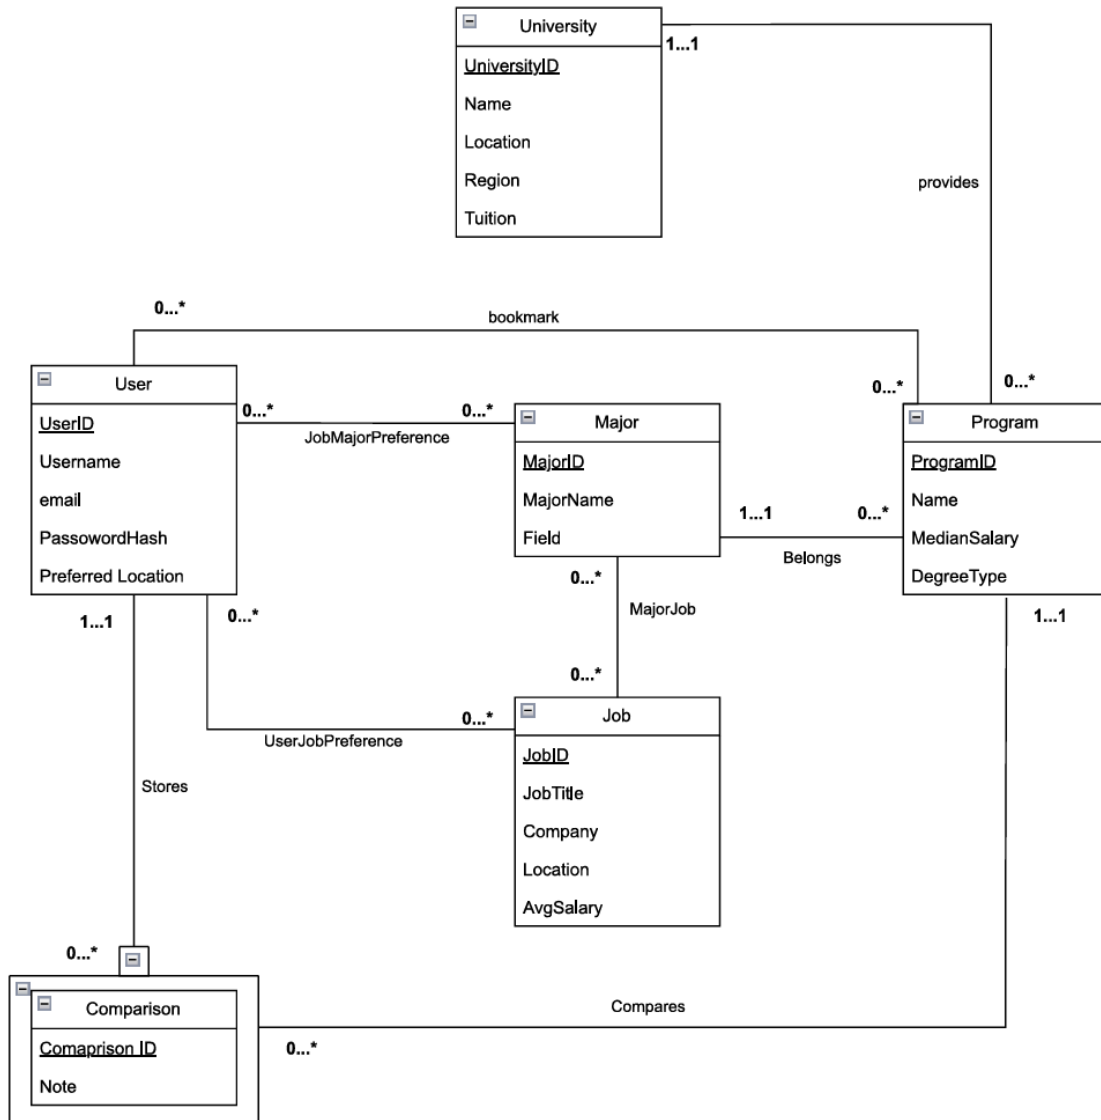 University
1...1
UniversityID
Name
Location
Region
Tuition
provides
0...*
bookmark
0...*
0...*
User
UserID
Username
email
PassowordHash
Preferred Location
0...*
0...*
JobMajorPreference
Major
MajorID
MajorName
Field
Program
ProgramID
Name
MedianSalary
DegreeType
1...1
0...*
Belongs
1...1
0...*
0...*
MajorJob
1...1
0...*
0...*
UserJobPreference
Job
JobID
JobTitle
Company
Location
AvgSalary
Stores
0...*
Comparison
Comaprison ID
Note
Compares
0...*